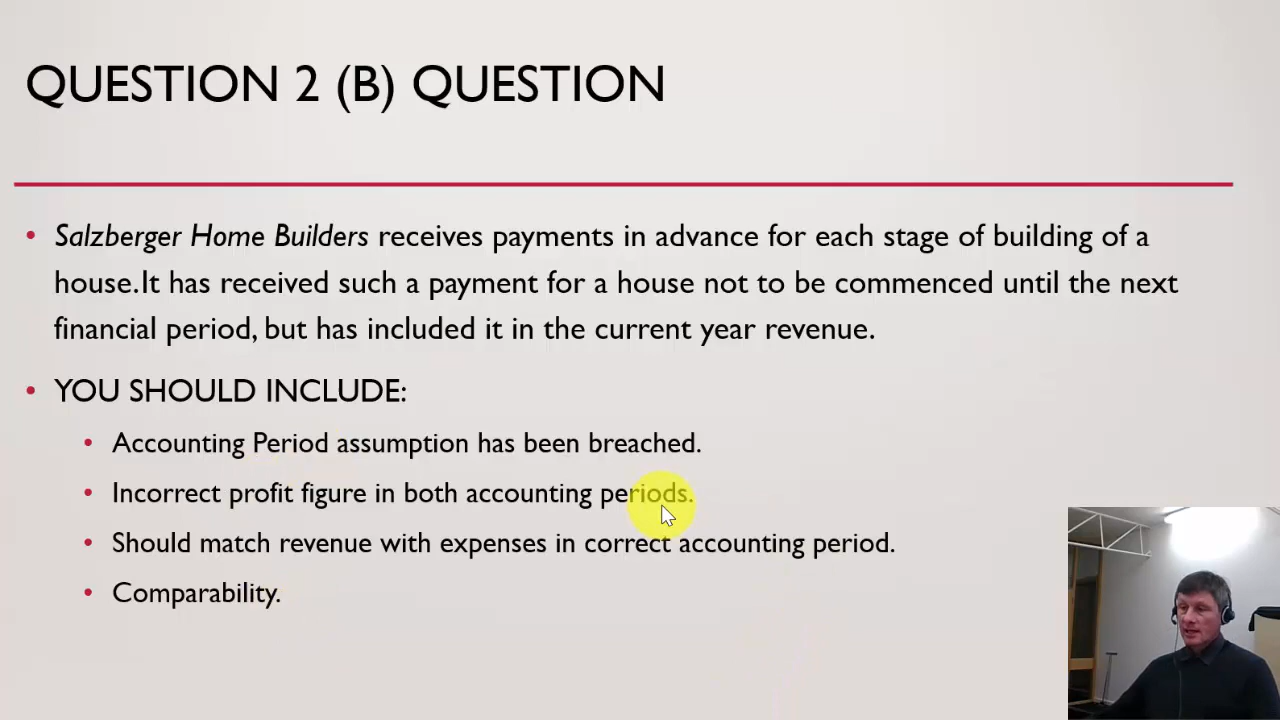 QUESTION 2 (B) QUESTION
• Salzberger Home Builders receives payments in advance for each stage of building of a
house. It has received such a payment for a house not to be commenced until the next
financial period, but has included it in the current year revenue.
• YOU SHOULD INCLUDE:
• Accounting Period assumption has been breached.
• Incorrect profit figure in both accounting periods.
• Should match revenue with expenses in correct accounting period.
• Comparability.